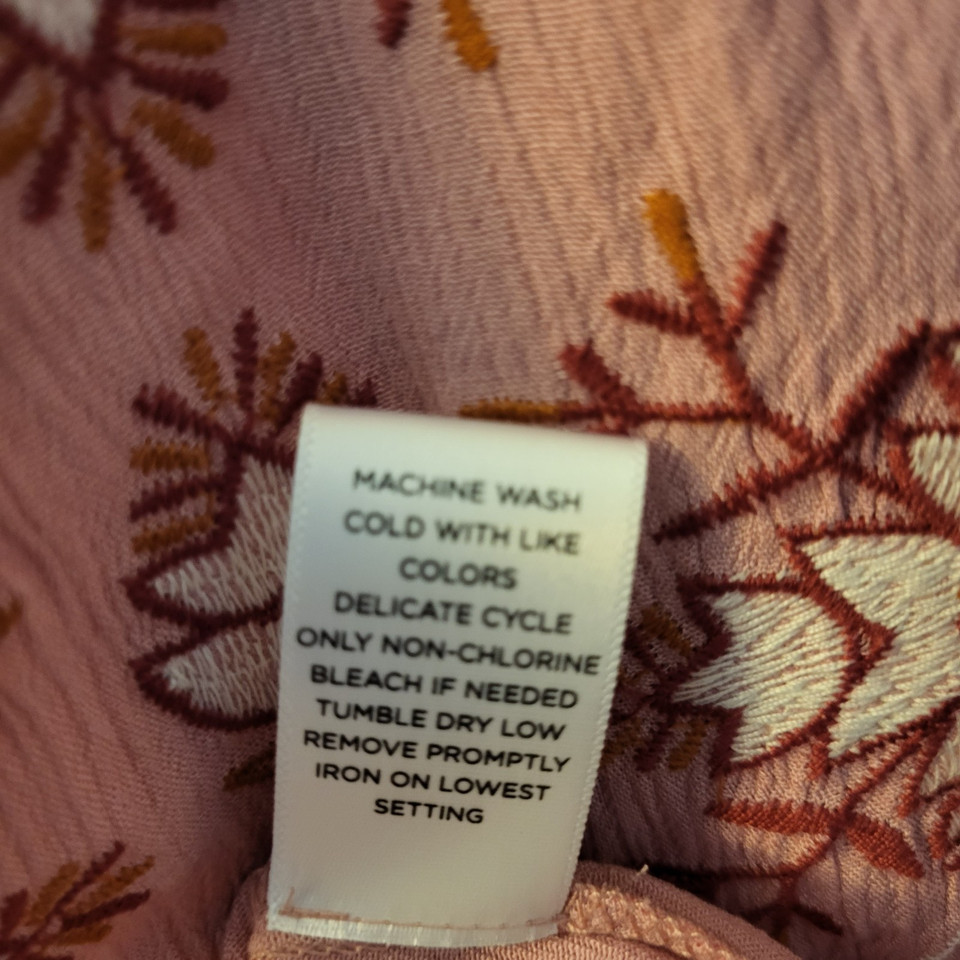 MACHINE WASH
COLD WITH LIKE
COLORS
DELICATE CYCLE
ONLY NON-CHLORINE
BLEACH IF NEEDED
TUMBLE DRY LOW
REMOVE PROMPTLY
IRON ON LOWEST
SETTING